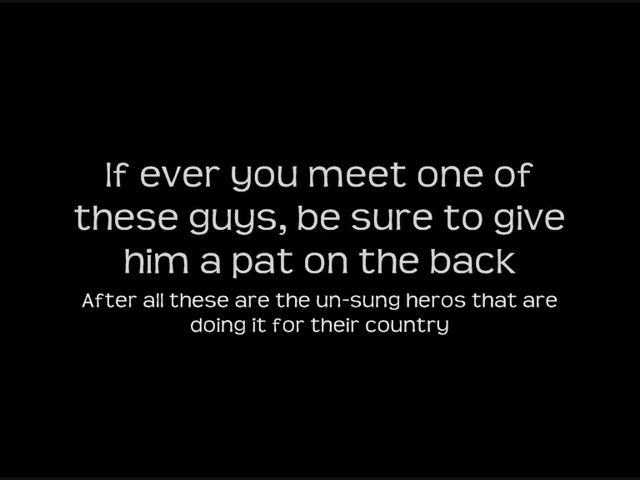 If ever you meet one of
these guys, be sure to give
him a pat on the back
After all these are the un-sung heros that are
doing it for their country